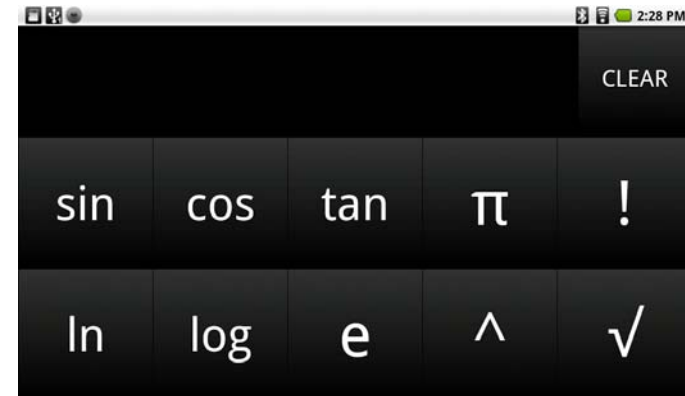 2:28 PM
CLEAR
sin cos tan π !
ln log e ^ √